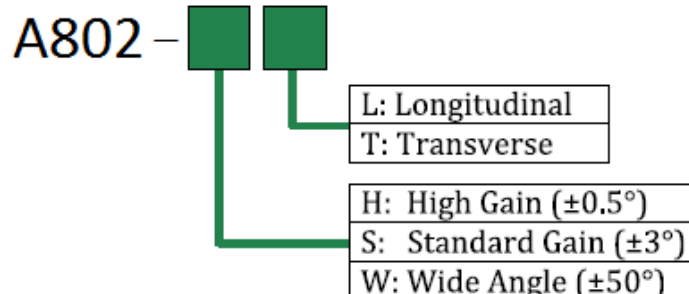 A802 –
L: Longitudinal
T: Transverse
H: High Gain (±0.5°)
S: Standard Gain (±3°)
W: Wide Angle (±50°)